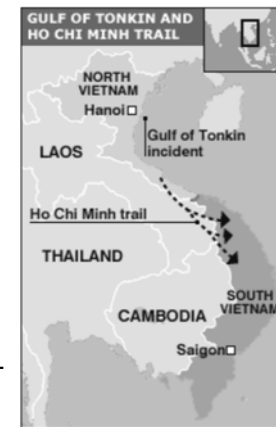 GULF OF TONKIN AND
HO CHI MINH TRAIL
NORTH
VIETNAM
Hanoi
Gulf of Tonkin
incident
LAOS
Ho Chi Minh trail
THAILAND
SOUTH
VIETNAM
CAMBODIA
Saigon